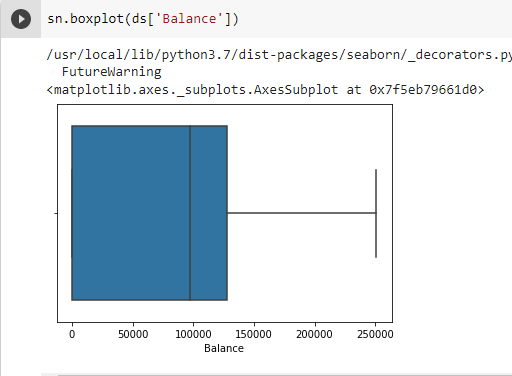 sn.boxplot(ds['Balance'])
/usr/local/lib/python3.7/dist-packages/seaborn/_decorators.py
FutureWarning
<matplotlib.axes._subplots.AxesSubplot at 0x7f5eb79661d0>
0 50000 100000 150000 200000 250000
Balance